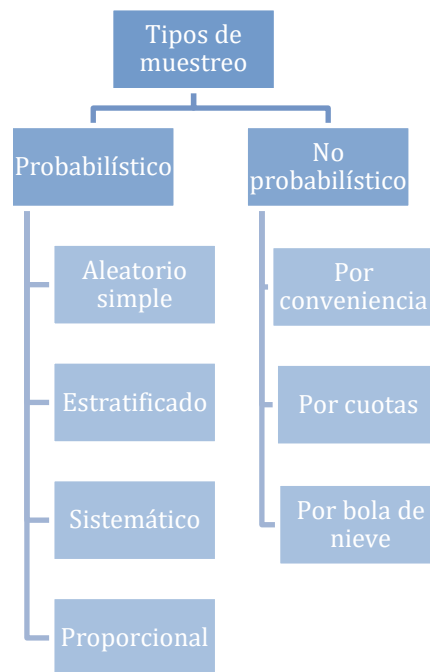 Tipos de
muestreo
Probabilístico
No
probabilístico
Aleatorio
simple
Estratificado
Sistemático
Proporcional
Por
conveniencia
Por cuotas
Por bola de
nieve